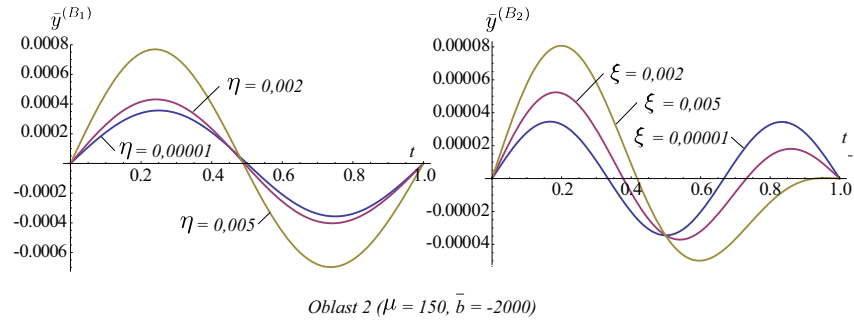 ȳ^(B₁)
0.0008
0.0006
0.0004
0.0002
-0.0002
-0.0004
-0.0006
0.2 0.4 0.6 0.8 1.0
t
η = 0,002
η = 0,00001
η = 0,005
ȳ^(B₂)
0.00008
0.00006
0.00004
0.00002
-0.00002
-0.00004
0.2 0.4 0.6 0.8 1.0
t
ξ = 0,002
ξ = 0,005
ξ = 0,00001
Oblast 2 (μ = 150, b̄ = -2000)